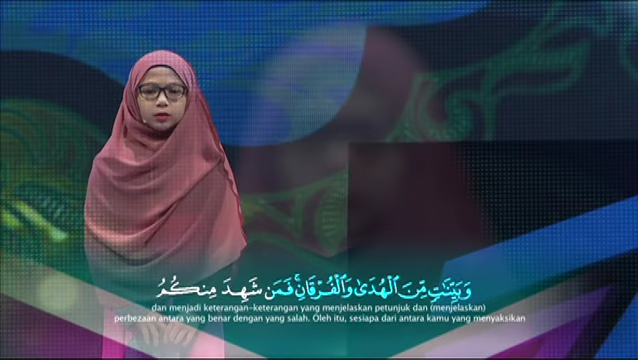 وَبَيِّنَٰتٍ مِّنَ ٱلْهُدَىٰ وَٱلْفُرْقَانِ ۚ فَمَن شَهِدَ مِنكُمُ
dan menjadi keterangan-keterangan yang menjelaskan petunjuk dan (menjelaskan)
perbezaan antara yang benar dengan yang salah. Oleh itu, sesiapa dari antara kamu yang menyaksikan